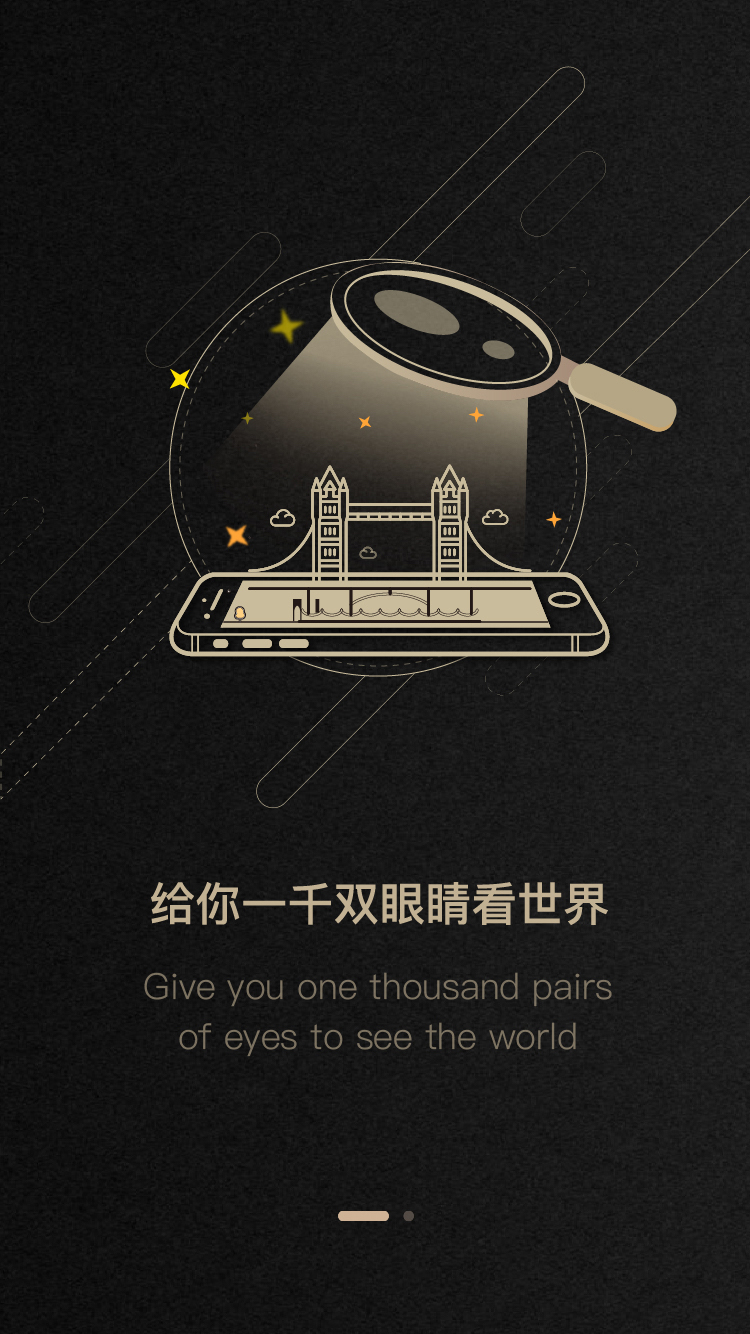 给你一千双眼睛看世界
Give you one thousand pairs
of eyes to see the world